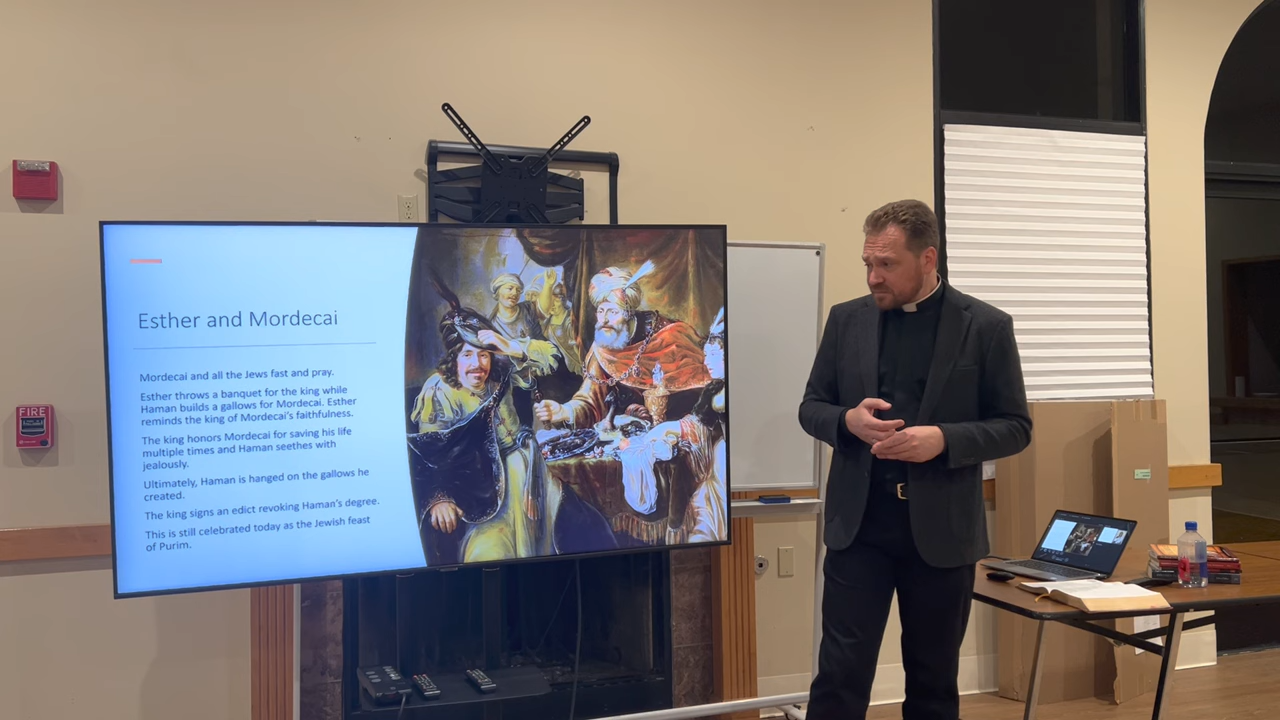 FIRE
Esther and Mordecai
Mordecai and all the Jews fast and pray.
Esther throws a banquet for the king while
Haman builds a gallows for Mordecai. Esther
reminds the king of Mordecai's faithfulness.
The king honors Mordecai for saving his life
multiple times and Haman seethes with
jealously.
Ultimately, Haman is hanged on the gallows he
created.
The king signs an edict revoking Haman's degree.
This is still celebrated today as the Jewish feast
of Purim.